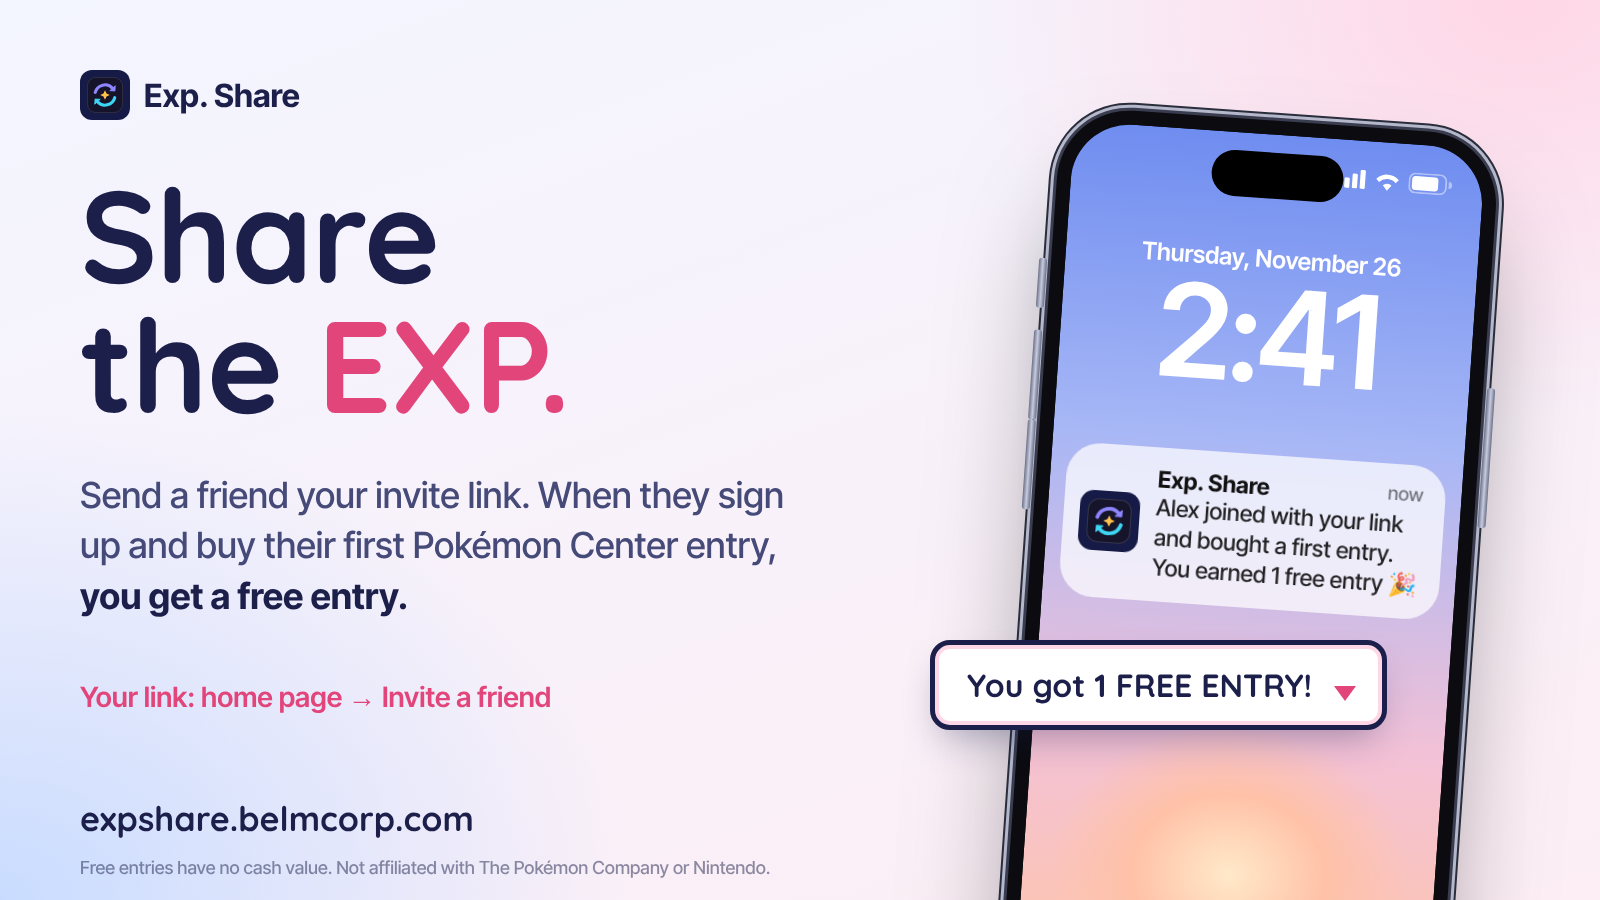 Exp. Share
Share
the EXP.
Send a friend your invite link. When they sign
up and buy their first Pokémon Center entry,
you get a free entry.
Your link: home page → Invite a friend
expshare.belmcorp.com
Free entries have no cash value. Not affiliated with The Pokémon Company or Nintendo.
Thursday, November 26
2:41
Exp. Share
now
Alex joined with your link
and bought a first entry.
You earned 1 free entry 🎉
You got 1 FREE ENTRY!